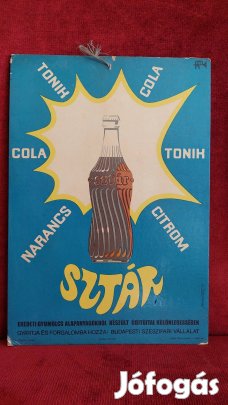 TONIK COLA
COLA TONIK
NARANCS CITROM
SZTÁR
EREDETI GYÜMÖLCS ALAPANYAGOKBÓL KÉSZÜLT ÜDÍTŐITAL KÜLÖNLEGESSÉGEK
GYÁRTJA ÉS FORGALOMBA HOZZA: BUDAPESTI SZESZIPARI VÁLLALAT
Jófogás